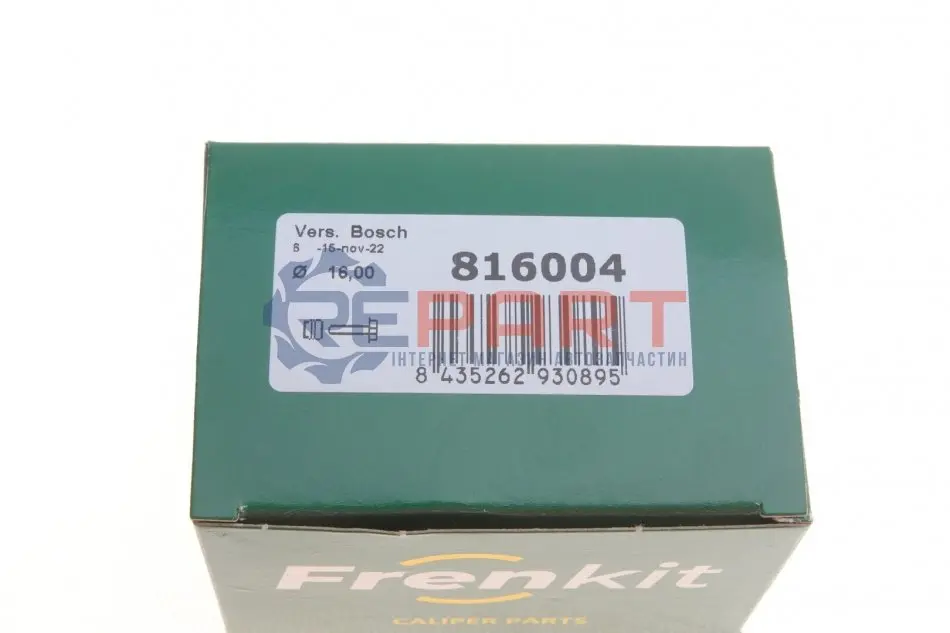 Vers. Bosch
8 -15-nov-22
Ø 16,00
816004
REPART
ІНТЕРНЕТ МАГАЗИН АВТОЗАПЧАСТИН
8 435262 930895
Frenkit
CALIPER PARTS